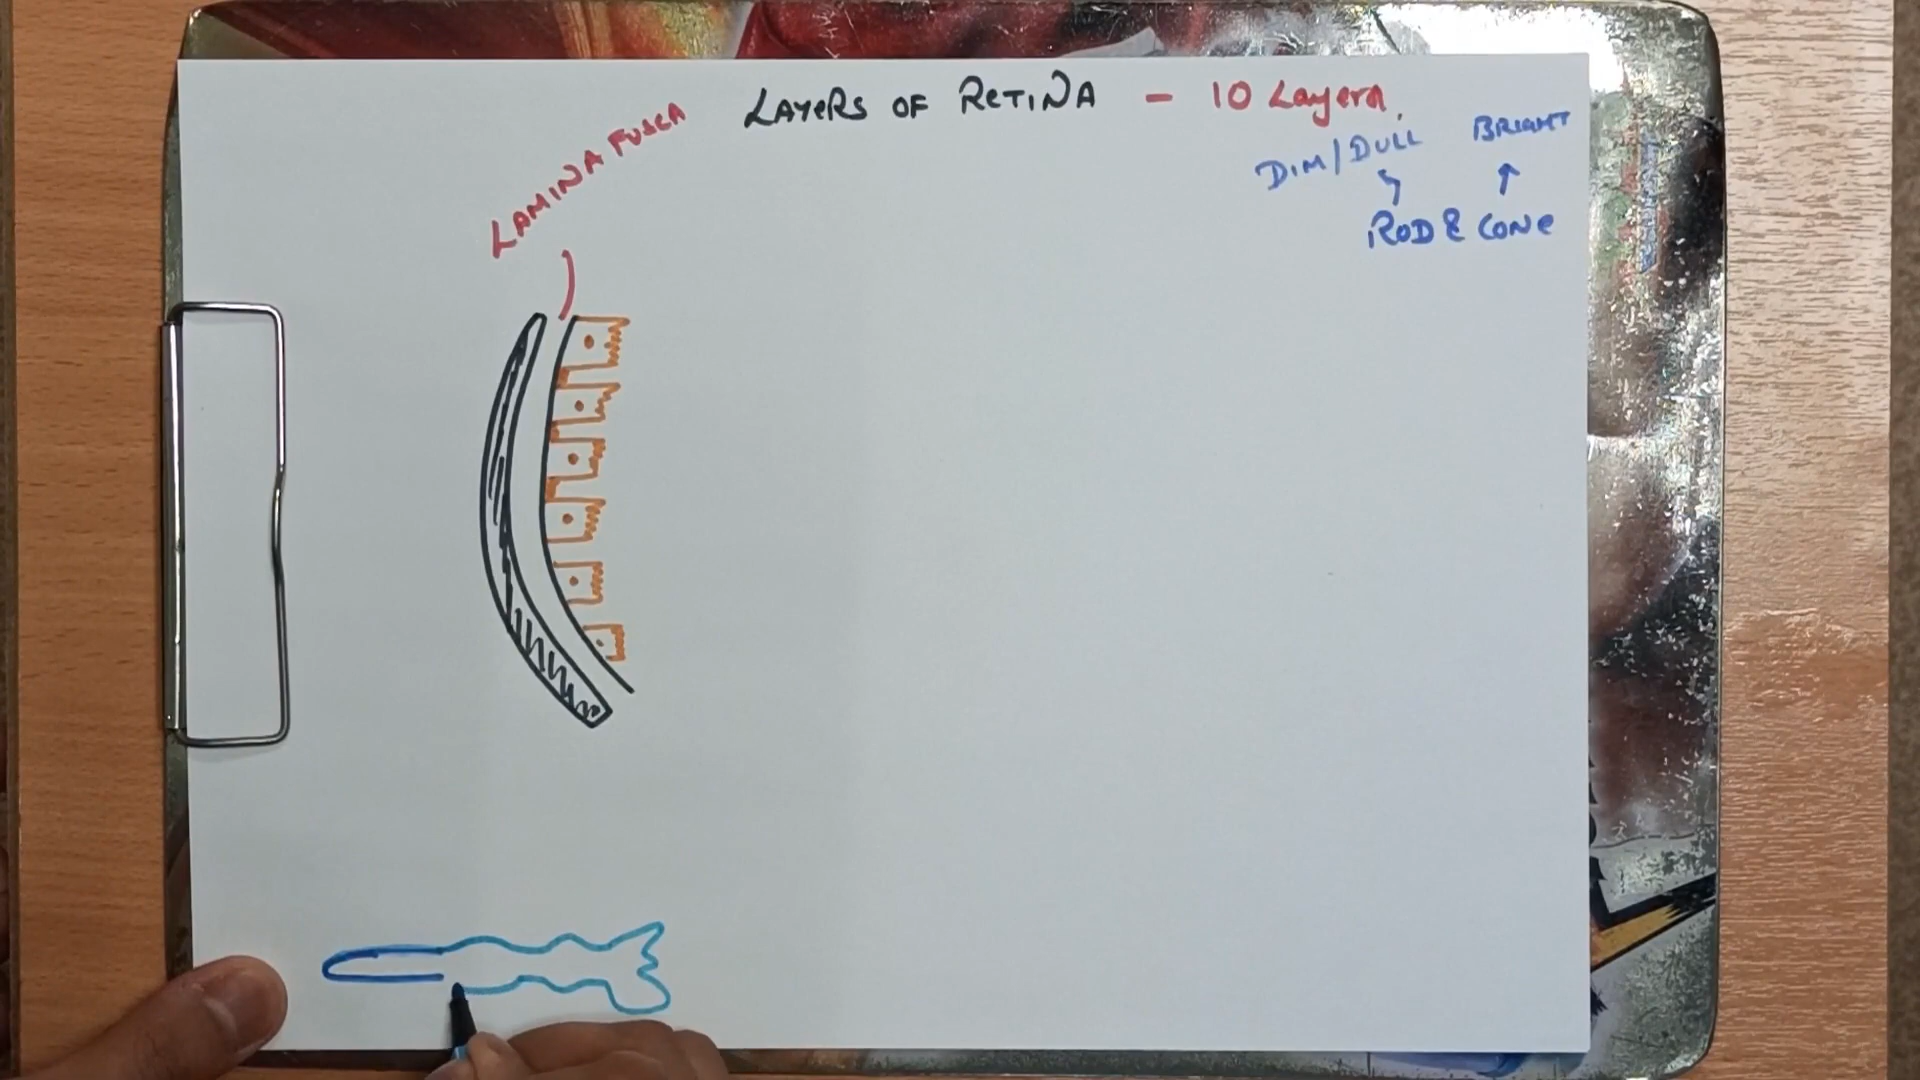 LAYERS OF RETINA - 10 Layers
LAMINA FUSCA
DIM/DULL BRIGHT
ROD & CONE